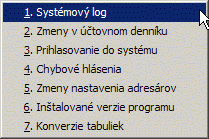 1. Systémový log
2. Zmeny v účtovnom denníku
3. Prihlasovanie do systému
4. Chybové hlásenia
5. Zmeny nastavenia adresárov
6. Inštalované verzie programu
7. Konverzie tabuliek